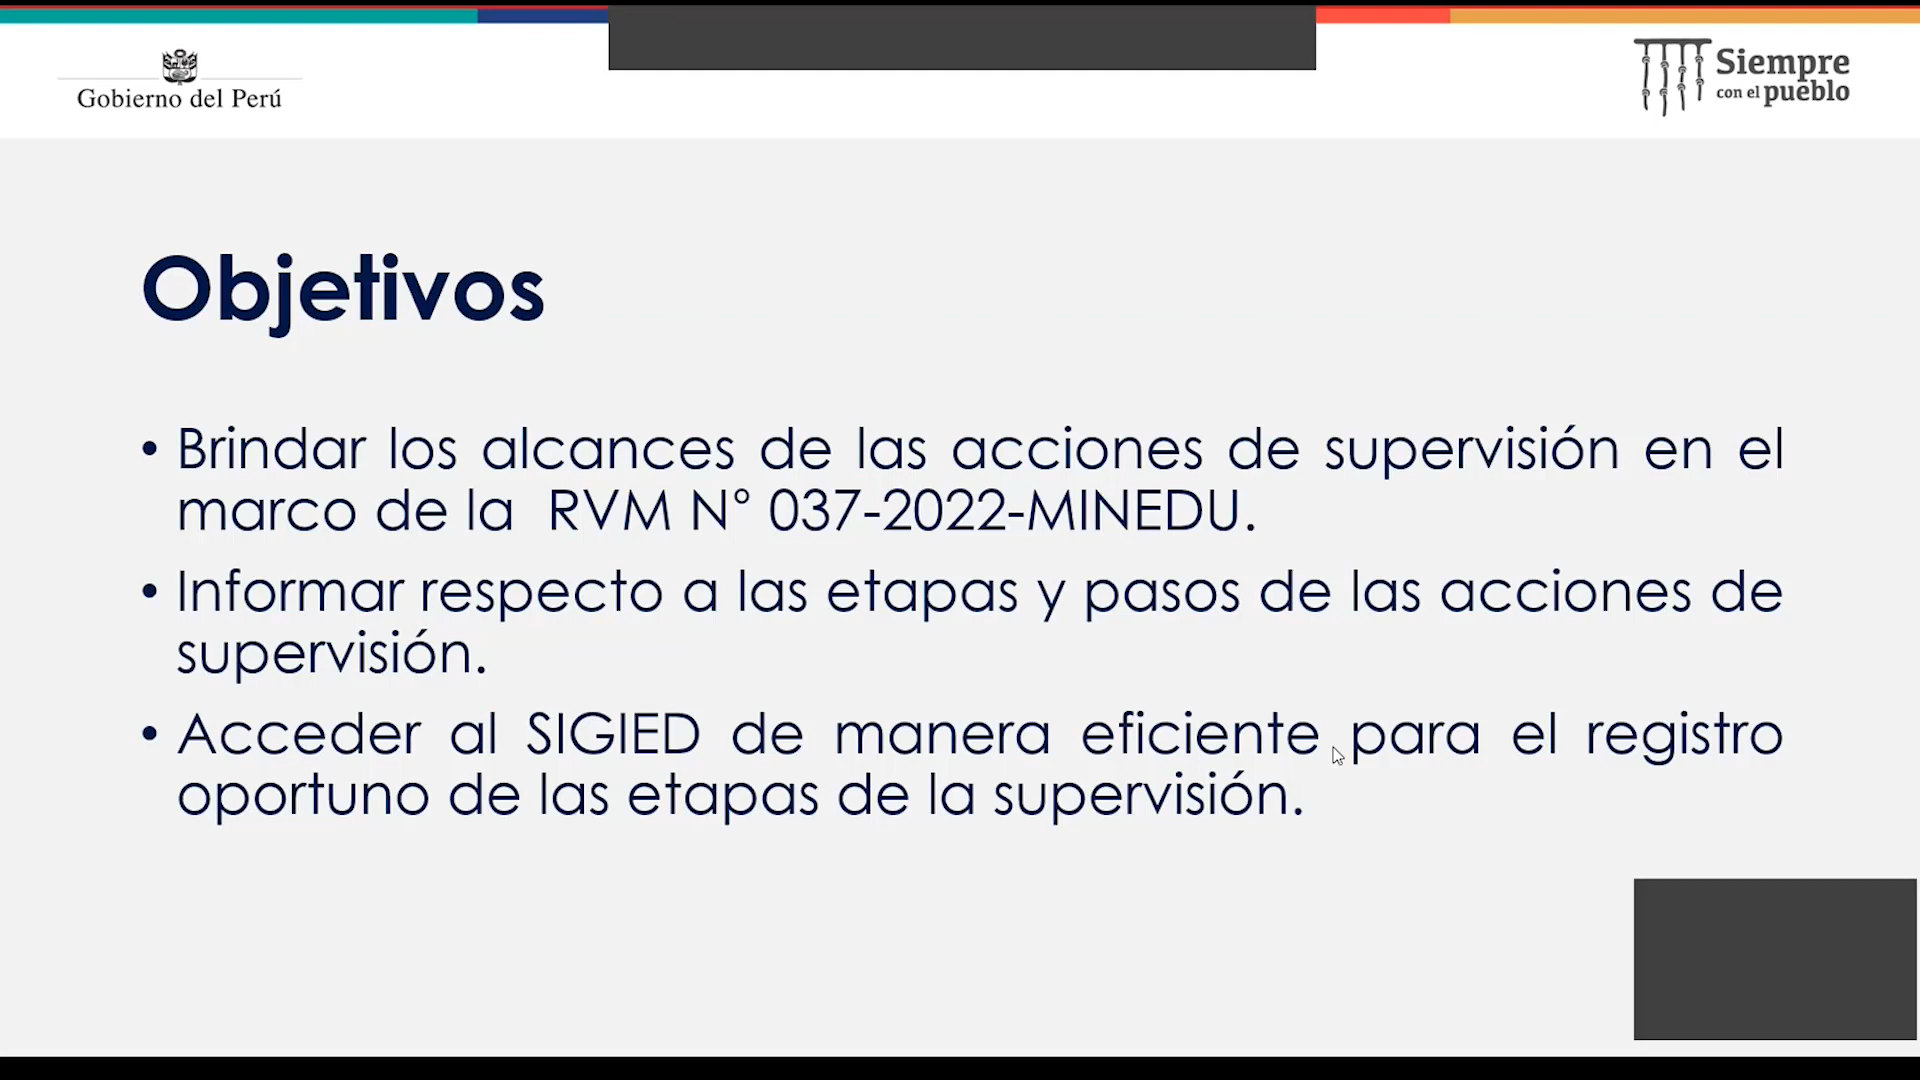 Gobierno del Perú
Siempre
con el pueblo
Objetivos
• Brindar los alcances de las acciones de supervisión en el
marco de la RVM N° 037-2022-MINEDU.
• Informar respecto a las etapas y pasos de las acciones de
supervisión.
• Acceder al SIGIED de manera eficiente para el registro
oportuno de las etapas de la supervisión.